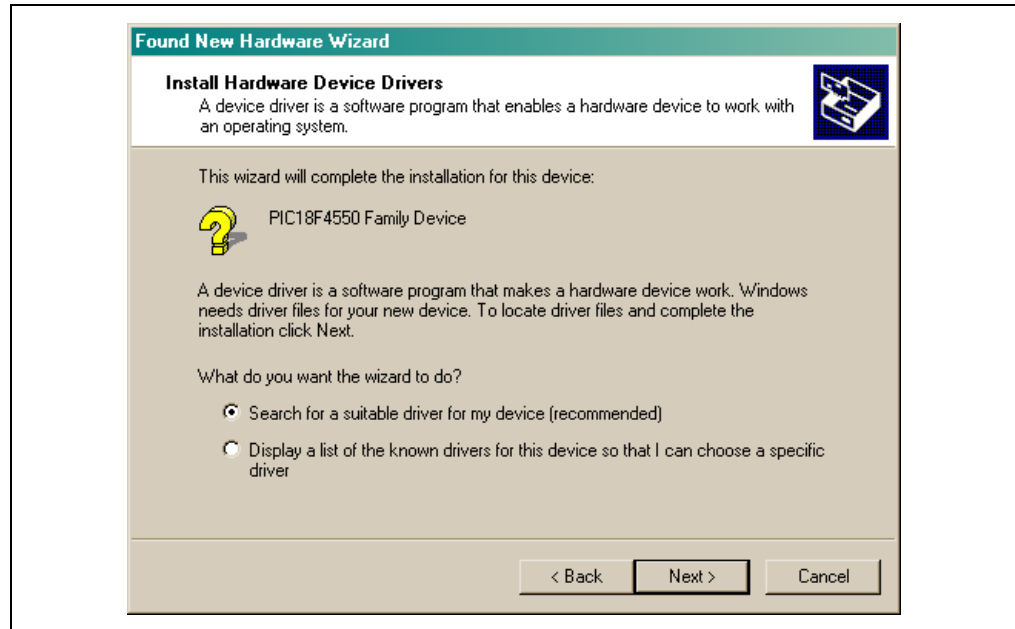 Found New Hardware Wizard
Install Hardware Device Drivers
A device driver is a software program that enables a hardware device to work with
an operating system.
This wizard will complete the installation for this device:
PIC18F4550 Family Device
A device driver is a software program that makes a hardware device work. Windows
needs driver files for your new device. To locate driver files and complete the
installation click Next.
What do you want the wizard to do?
Search for a suitable driver for my device (recommended)
Display a list of the known drivers for this device so that I can choose a specific
driver
< Back Next > Cancel